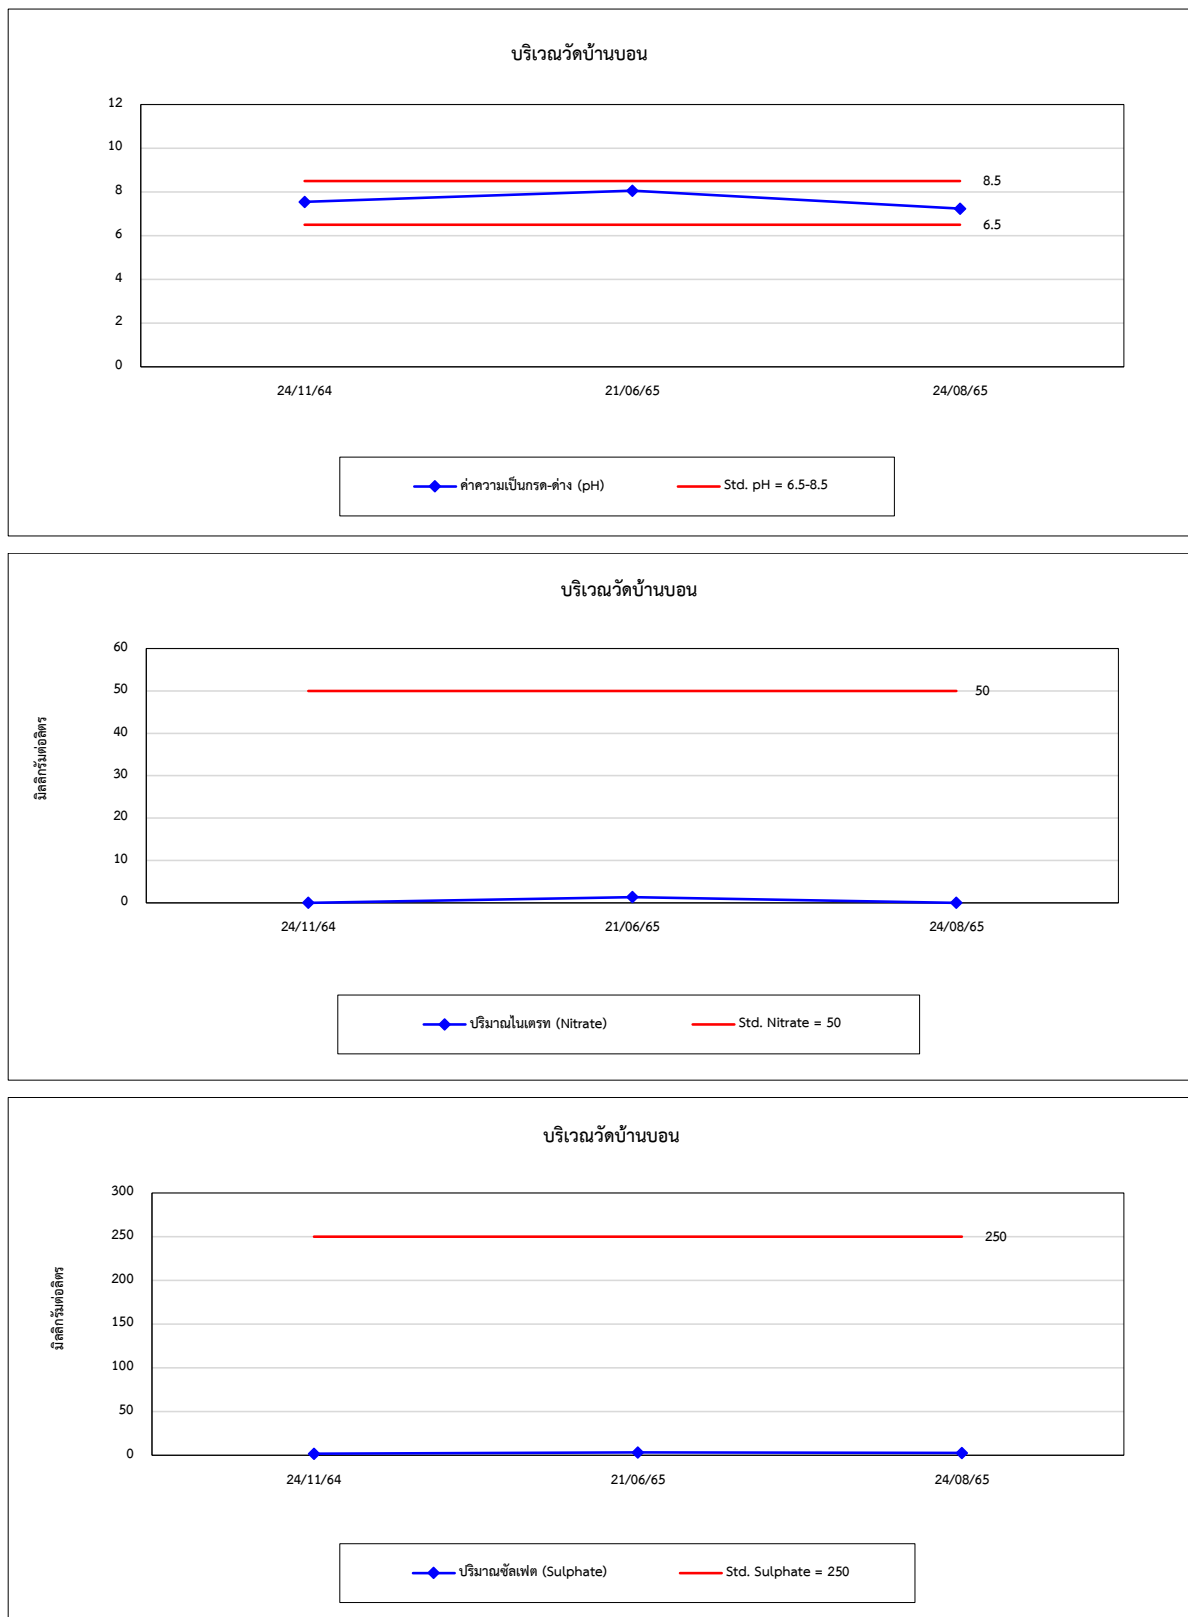 บริเวณวัดบ้านบอน
12
10
8
6
4
2
0
8.5
6.5
24/11/64 21/06/65 24/08/65
ค่าความเป็นกรด-ด่าง (pH) Std. pH = 6.5-8.5
บริเวณวัดบ้านบอน
มิลลิกรัมต่อลิตร
60
50
40
30
20
10
0
50
24/11/64 21/06/65 24/08/65
ปริมาณไนเตรท (Nitrate) Std. Nitrate = 50
บริเวณวัดบ้านบอน
มิลลิกรัมต่อลิตร
300
250
200
150
100
50
0
250
24/11/64 21/06/65 24/08/65
ปริมาณซัลเฟต (Sulphate) Std. Sulphate = 250